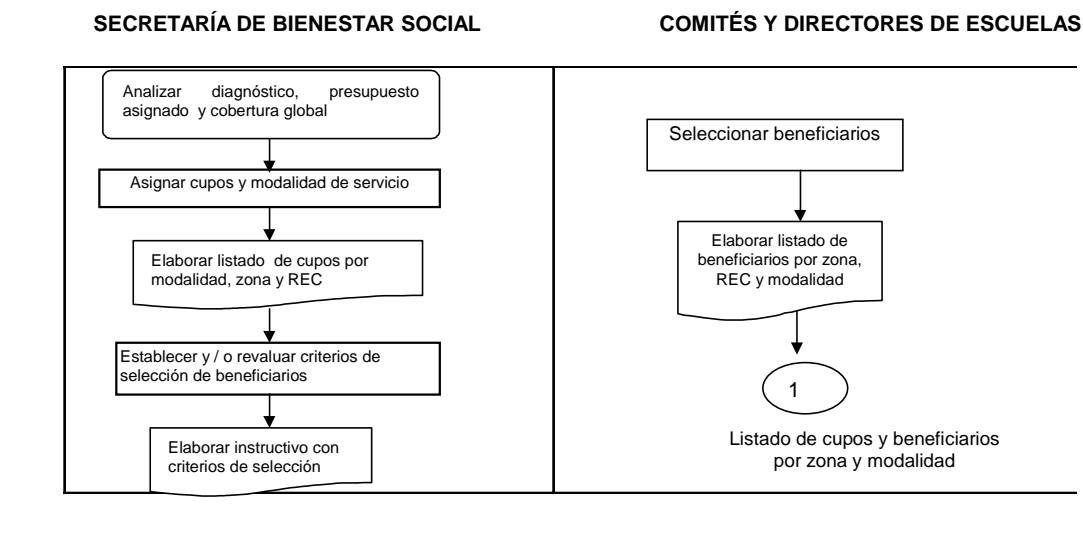 SECRETARÍA DE BIENESTAR SOCIAL
COMITÉS Y DIRECTORES DE ESCUELAS
Analizar diagnóstico, presupuesto
asignado y cobertura global
Asignar cupos y modalidad de servicio
Elaborar listado de cupos por
modalidad, zona y REC
Establecer y / o revaluar criterios de
selección de beneficiarios
Elaborar instructivo con
criterios de selección
Seleccionar beneficiarios
Elaborar listado de
beneficiarios por zona,
REC y modalidad
1
Listado de cupos y beneficiarios
por zona y modalidad